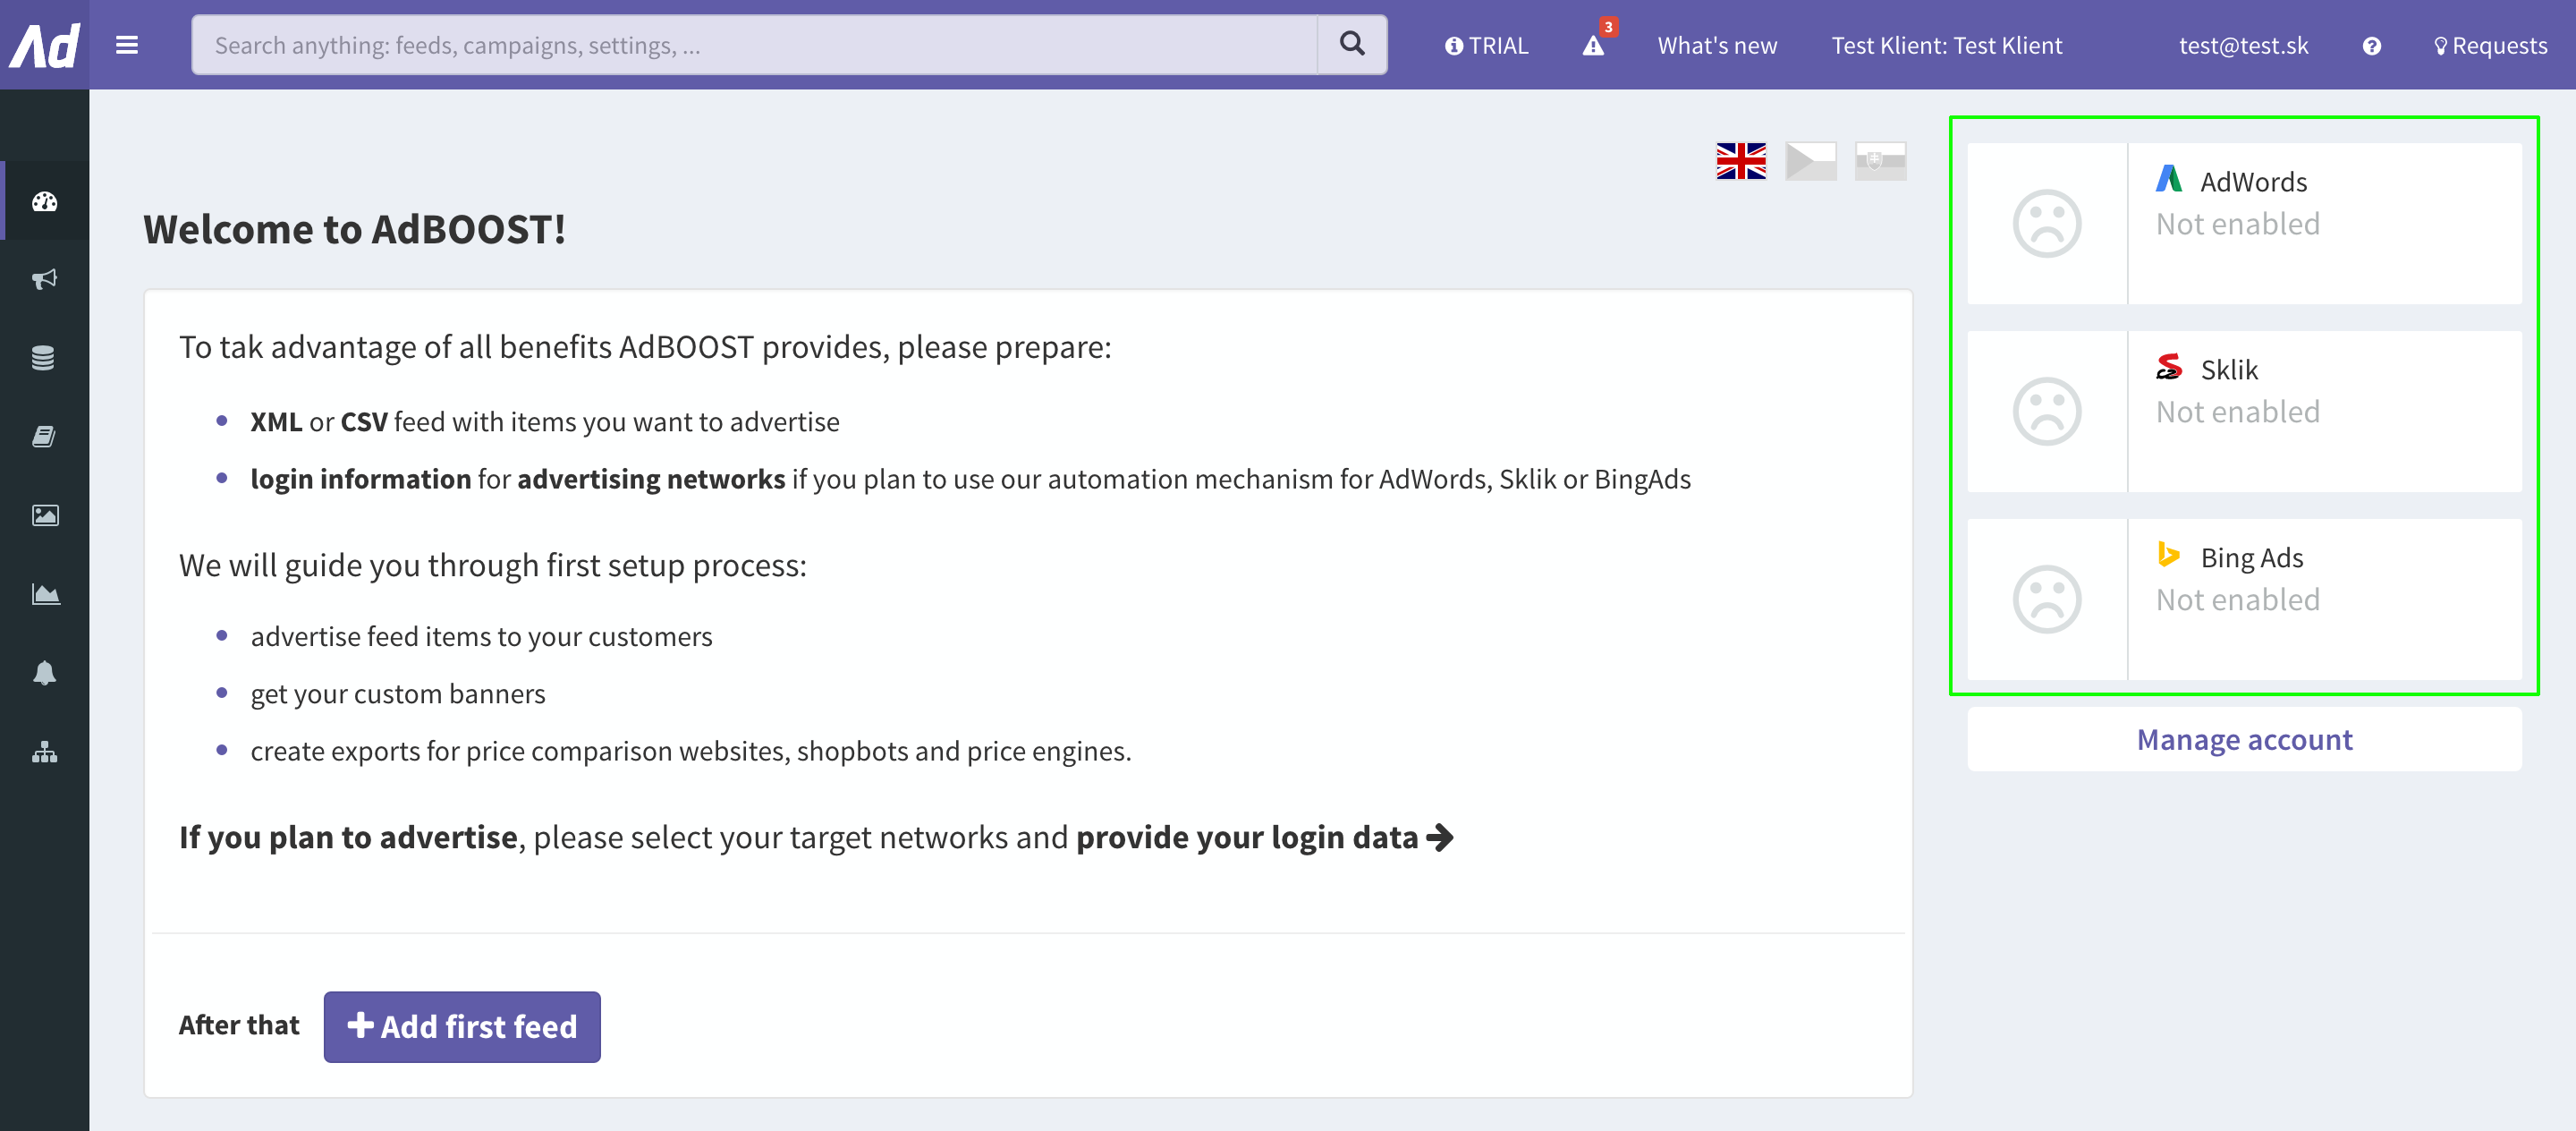 Ad
Search anything: feeds, campaigns, settings, ...
TRIAL
3
What's new
Test Klient: Test Klient
test@test.sk
Requests
Welcome to AdBOOST!
To tak advantage of all benefits AdBOOST provides, please prepare:
XML or CSV feed with items you want to advertise
login information for advertising networks if you plan to use our automation mechanism for AdWords, Sklik or BingAds
We will guide you through first setup process:
advertise feed items to your customers
get your custom banners
create exports for price comparison websites, shopbots and price engines.
If you plan to advertise, please select your target networks and provide your login data
After that
Add first feed
AdWords
Not enabled
Sklik
Not enabled
Bing Ads
Not enabled
Manage account